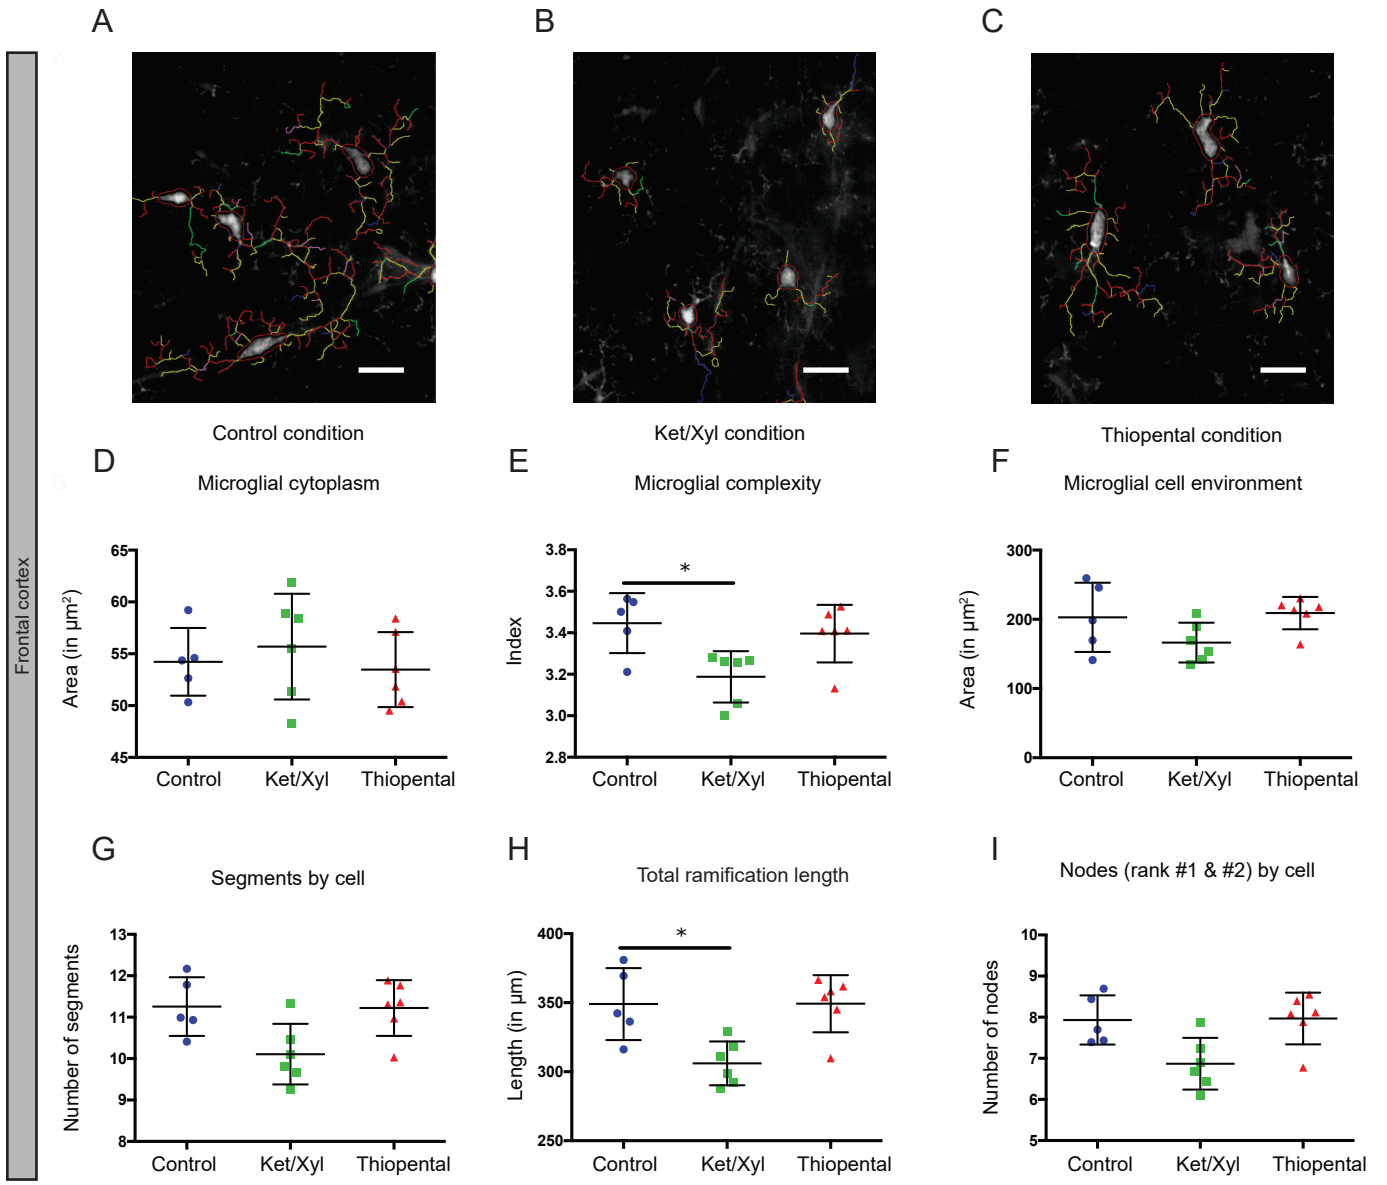 A
B
C
Frontal cortex
A
B
Control condition
Ket/Xyl condition
Thiopental condition
D
Microglial cytoplasm
Area (in µm²)
65
60
55
50
45
Control Ket/Xyl Thiopental
E
Microglial complexity
*
Index
3.8
3.6
3.4
3.2
3.0
2.8
Control Ket/Xyl Thiopental
F
Microglial cell environment
Area (in µm²)
300
200
100
0
Control Ket/Xyl Thiopental
G
Segments by cell
Number of segments
13
12
11
10
9
8
Control Ket/Xyl Thiopental
H
Total ramification length
*
Length (in µm)
400
350
300
250
Control Ket/Xyl Thiopental
I
Nodes (rank #1 & #2) by cell
Number of nodes
10
9
8
7
6
5
Control Ket/Xyl Thiopental